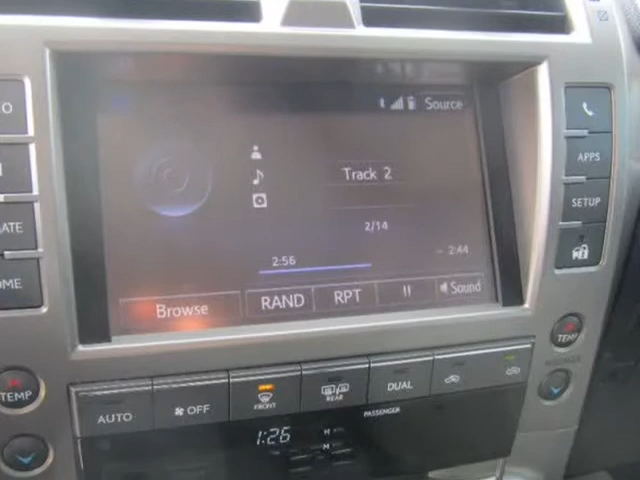 Source
Track 2
2/14
2:56
- 2:44
Browse
RAND
RPT
Sound
APPS
SETUP
TEMP
TEMP
AUTO
OFF
FRONT
REAR
DUAL
PASSENGER
1:26